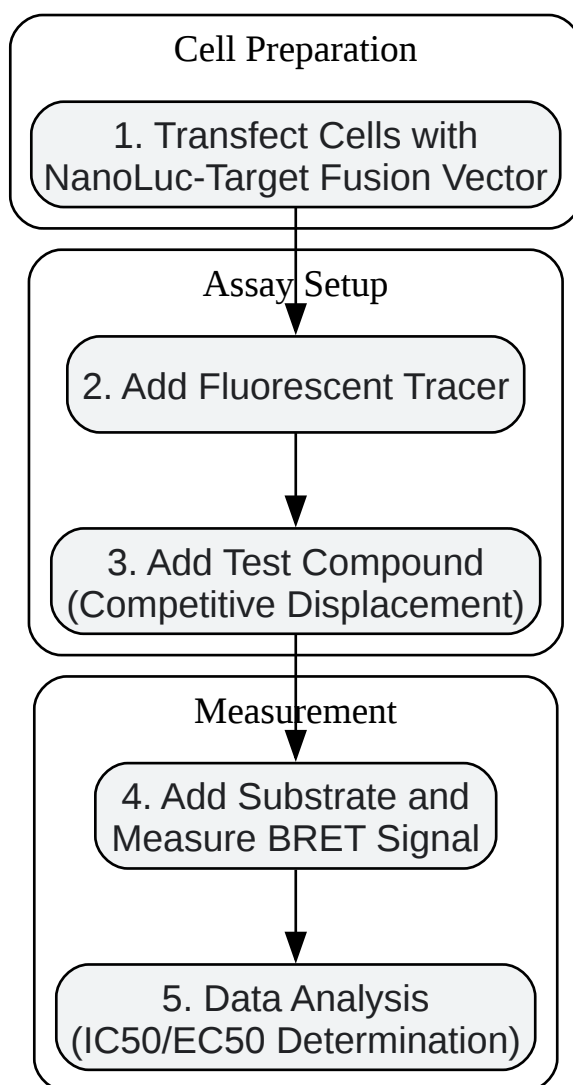 Cell Preparation
1. Transfect Cells with
NanoLuc-Target Fusion Vector
Assay Setup
2. Add Fluorescent Tracer
3. Add Test Compound
(Competitive Displacement)
Measurement
4. Add Substrate and
Measure BRET Signal
5. Data Analysis
(IC50/EC50 Determination)